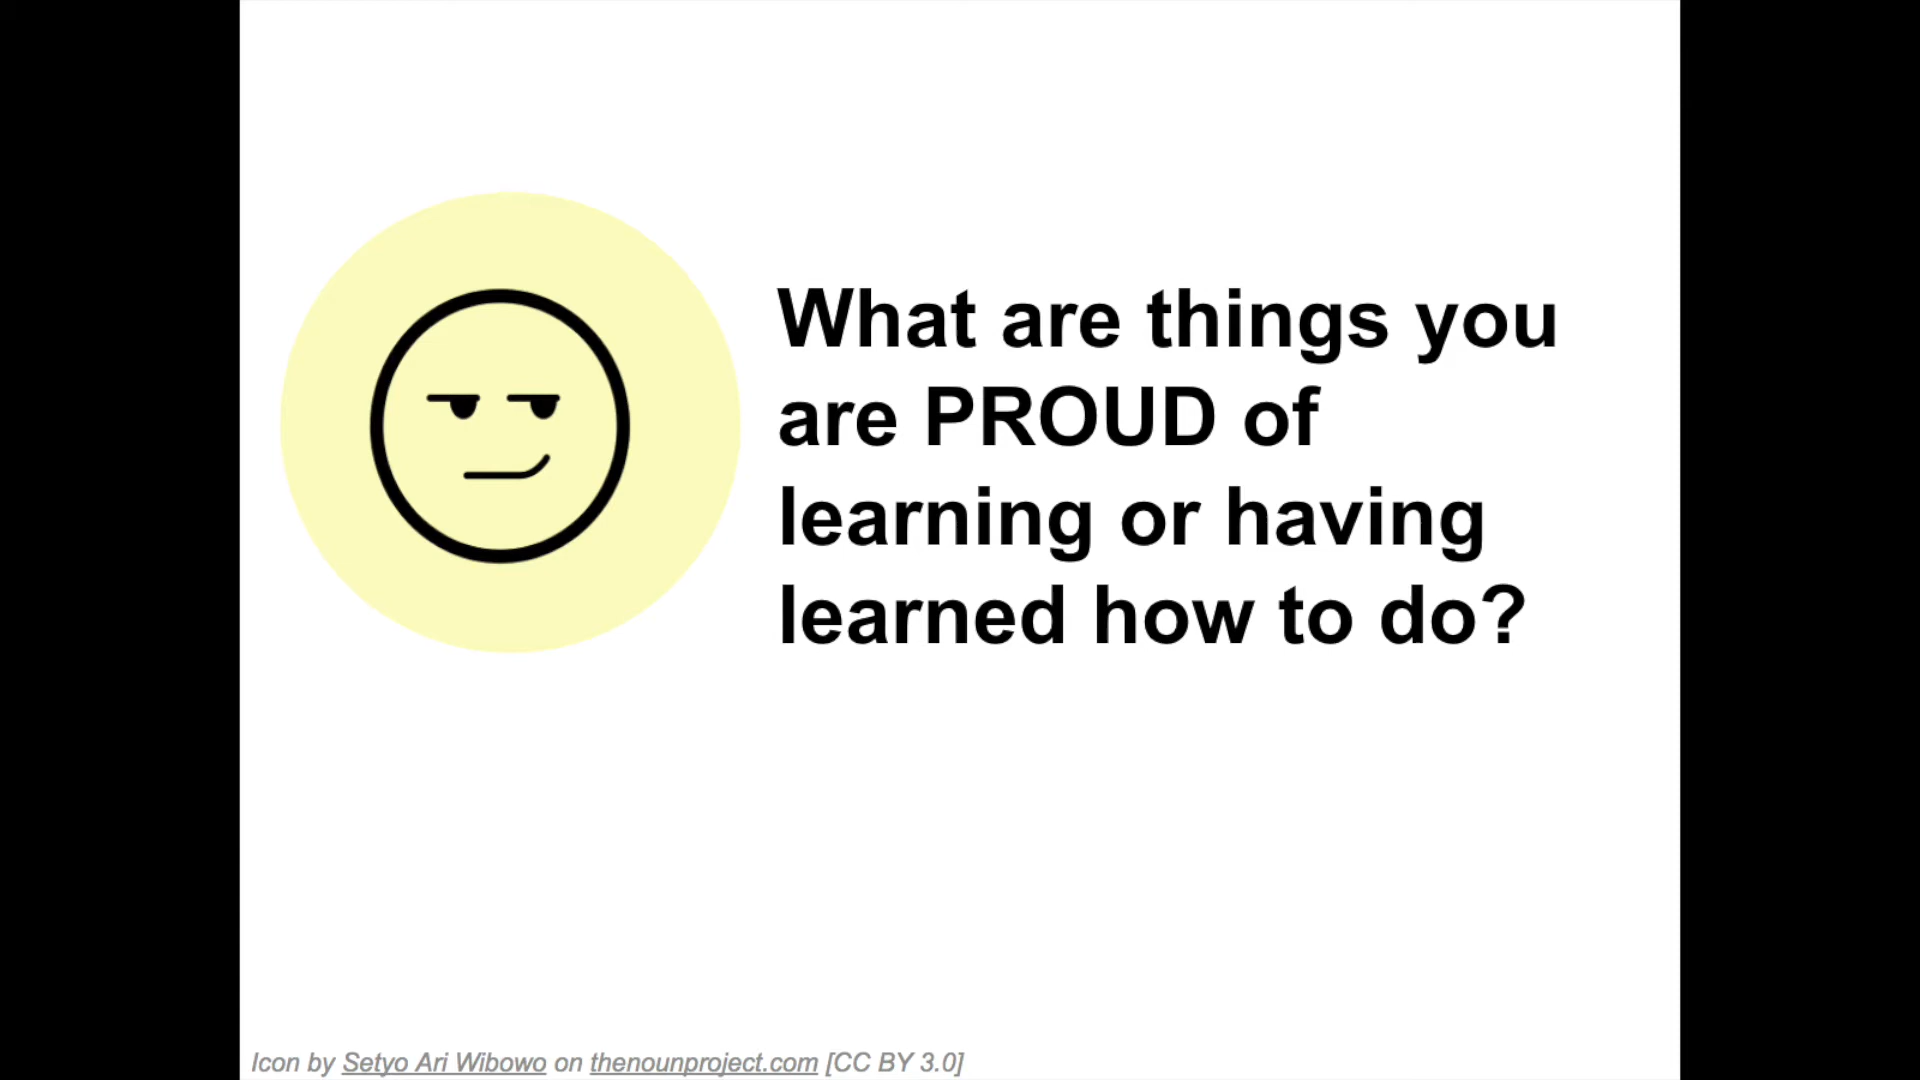 What are things you
are PROUD of
learning or having
learned how to do?
Icon by Setyo Ari Wibowo on thenounproject.com [CC BY 3.0]